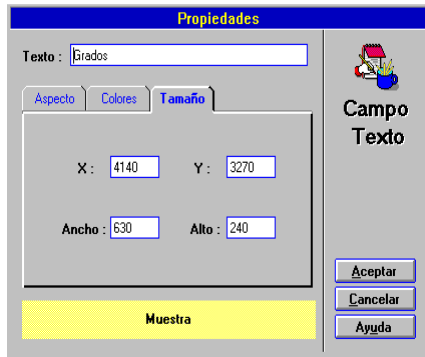 Propiedades
Texto : Grados
Aspecto Colores Tamaño
X : 4140 Y : 3270
Ancho : 630 Alto : 240
Muestra
Campo
Texto
Aceptar
Cancelar
Ayuda